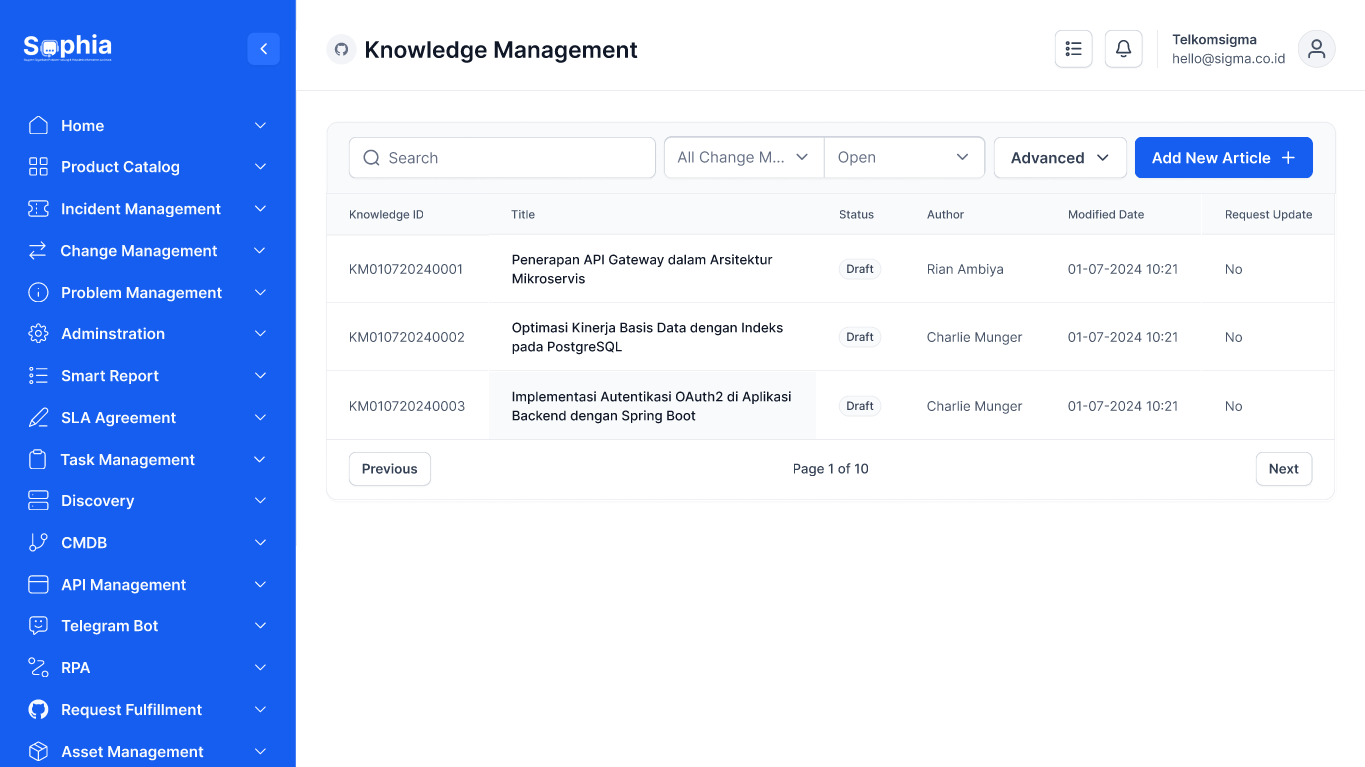 Sophia
Knowledge Management
Telkomsigma
hello@sigma.co.id
Home
Product Catalog
Incident Management
Change Management
Problem Management
Adminstration
Smart Report
SLA Agreement
Task Management
Discovery
CMDB
API Management
Telegram Bot
RPA
Request Fulfillment
Asset Management
Search
All Change M...
Open
Advanced
Add New Article
Knowledge ID Title Status Author Modified Date Request Update
KM010720240001 Penerapan API Gateway dalam Arsitektur Mikroservis Draft Rian Ambiya 01-07-2024 10:21 No
KM010720240002 Optimasi Kinerja Basis Data dengan Indeks pada PostgreSQL Draft Charlie Munger 01-07-2024 10:21 No
KM010720240003 Implementasi Autentikasi OAuth2 di Aplikasi Backend dengan Spring Boot Draft Charlie Munger 01-07-2024 10:21 No
Previous Page 1 of 10 Next